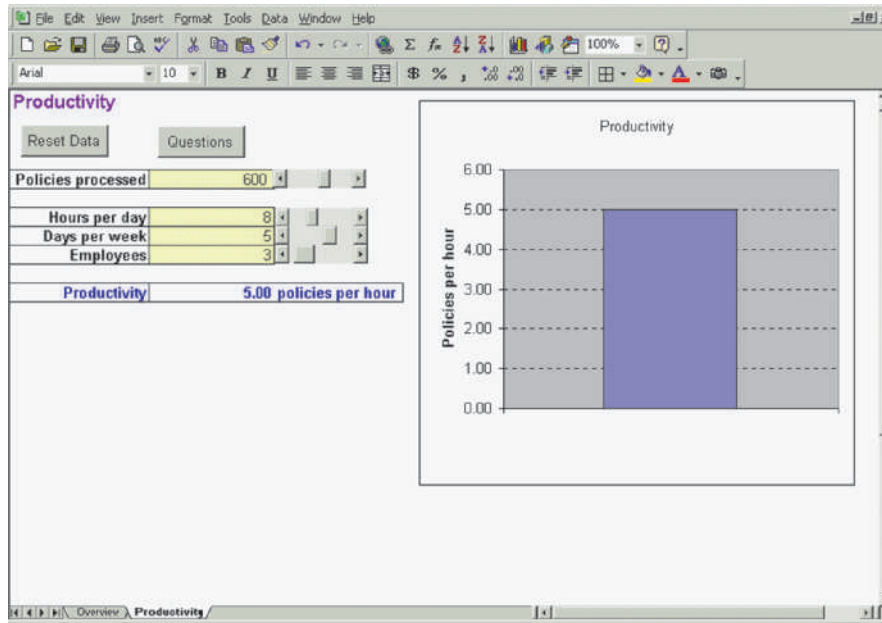 File Edit View Insert Format Tools Data Window Help
100%
Arial 10 B I U $ % ,
Productivity
Reset Data Questions
Policies processed 600
Hours per day 8
Days per week 5
Employees 3
Productivity 5.00 policies per hour
Productivity
Policies per hour
6.00
5.00
4.00
3.00
2.00
1.00
0.00
Overview Productivity